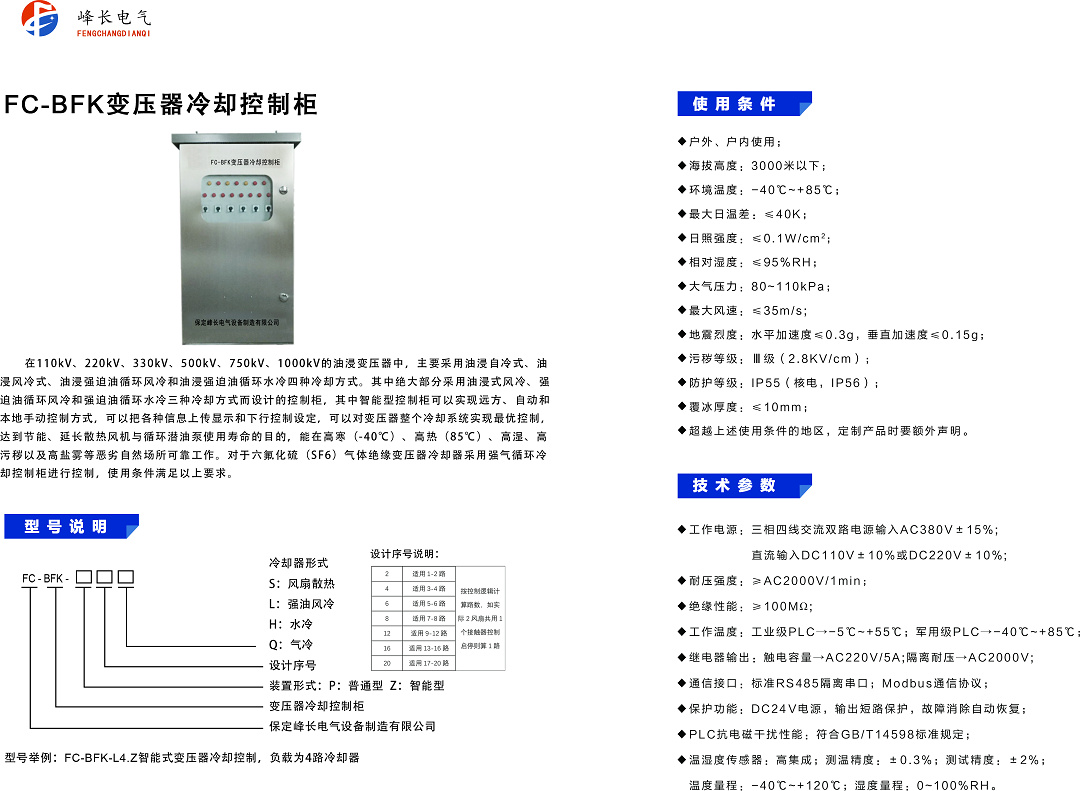 峰长电气
FENGCHANGDIANQI
FC-BFK变压器冷却控制柜
FC-BFK变压器冷却控制柜
保定峰长电气设备制造有限公司
在110kV、220kV、330kV、500kV、750kV、1000kV的油浸变压器中，主要采用油浸自冷式、油
浸风冷式、油浸强迫油循环风冷和油浸强迫油循环水冷四种冷却方式。其中绝大部分采用油浸式风冷、强
迫油循环风冷和强迫油循环水冷三种冷却方式而设计的控制柜，其中智能型控制柜可以实现远方、自动和
本地手动控制方式，可以把各种信息上传显示和下行控制设定，可以对变压器整个冷却系统实现最优控制，
达到节能、延长散热风机与循环潜油泵使用寿命的目的，能在高寒（-40℃）、高热（85℃）、高湿、高
污秽以及高盐雾等恶劣自然场所可靠工作。对于六氟化硫（SF6）气体绝缘变压器冷却器采用强气循环冷
却控制柜进行控制，使用条件满足以上要求。
型号说明
FC - BFK -
冷却器形式
S：风扇散热
L：强油风冷
H：水冷
Q：气冷
设计序号
装置形式：P：普通型 Z：智能型
变压器冷却控制柜
保定峰长电气设备制造有限公司
设计序号说明：
2 适用 1-2 路
4 适用 3-4 路
6 适用 5-6 路
8 适用 7-8 路
12 适用 9-12 路
16 适用 13-16 路
20 适用 17-20 路
按控制逻辑计
算路数．如实
际 2 风扇共用 1
个接触器控制
启停则算 1 路
型号举例：FC-BFK-L4.Z智能式变压器冷却控制，负载为4路冷却器
使用条件
◆户外、户内使用；
◆海拔高度：3000米以下；
◆环境温度：-40℃~+85℃；
◆最大日温差：≤40K；
◆日照强度：≤0.1W/cm²；
◆相对湿度：≤95%RH；
◆大气压力：80~110kPa；
◆最大风速：≤35m/s；
◆地震烈度：水平加速度≤0.3g，垂直加速度≤0.15g；
◆污秽等级：Ⅲ级（2.8KV/cm）；
◆防护等级：IP55（核电，IP56）；
◆覆冰厚度：≤10mm；
◆超越上述使用条件的地区，定制产品时要额外声明。
技术参数
◆工作电源：三相四线交流双路电源输入AC380V±15%；
直流输入DC110V±10%或DC220V±10%；
◆耐压强度：≥AC2000V/1min；
◆绝缘性能：≥100MΩ；
◆工作温度：工业级PLC→-5℃~+55℃；军用级PLC→-40℃~+85℃；
◆继电器输出：触电容量→AC220V/5A;隔离耐压→AC2000V；
◆通信接口：标准RS485隔离串口；Modbus通信协议；
◆保护功能：DC24V电源，输出短路保护，故障消除自动恢复；
◆PLC抗电磁干扰性能：符合GB/T14598标准规定；
◆温湿度传感器：高集成；测温精度：±0.3%；测试精度：±2%；
温度量程：-40℃~+120℃；湿度量程：0~100%RH。